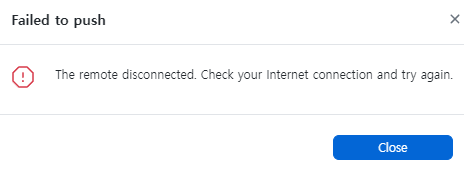 Failed to push
The remote disconnected. Check your Internet connection and try again.
Close